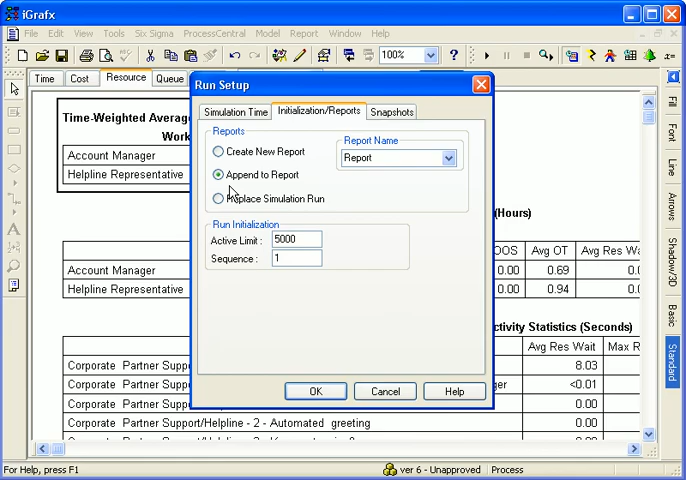 iGrafx
File Edit View Tools Six Sigma ProcessCentral Model Report Window Help
100%
Time Cost Resource Queue
Time-Weighted Averag
Work
Account Manager
Helpline Representative
(Hours)
OOS Avg OT Avg Res Wa
Account Manager 0.00 0.69 0.0
Helpline Representative 0.00 0.94 0.0
ctivity Statistics (Seconds)
Avg Res Wait Max R
Corporate Partner Supp 8.03
Corporate Partner Supp ger <0.01
Corporate Partner Supp 0.00
Corporate Partner Support/Helpline - 2 - Automated greeting 0.00
Run Setup
Simulation Time Initialization/Reports Snapshots
Reports
Create New Report
Append to Report
Replace Simulation Run
Report Name
Report
Run Initialization
Active Limit : 5000
Sequence : 1
OK Cancel Help
Fill
Font
Line
Arrows
Shadow/3D
Basic
Standard
For Help, press F1 ver 6 - Unapproved Process